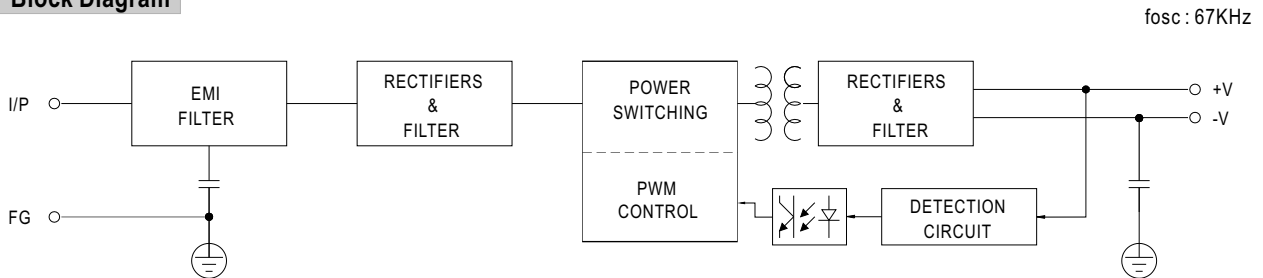 Block Diagram
fosc : 67KHz
I/P
EMI
FILTER
RECTIFIERS
&
FILTER
POWER
SWITCHING
RECTIFIERS
&
FILTER
+V
-V
PWM
CONTROL
DETECTION
CIRCUIT
FG